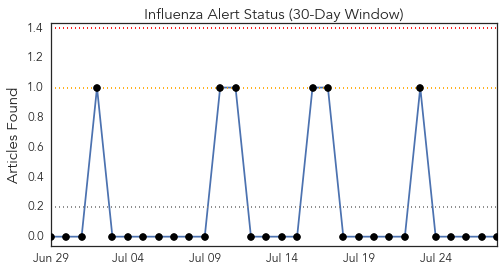 Influenza Alert Status (30-Day Window)
1.4
1.2
1.0
0.8
0.6
0.4
0.2
0.0
Articles Found
Jun 29 Jul 04 Jul 09 Jul 14 Jul 19 Jul 24